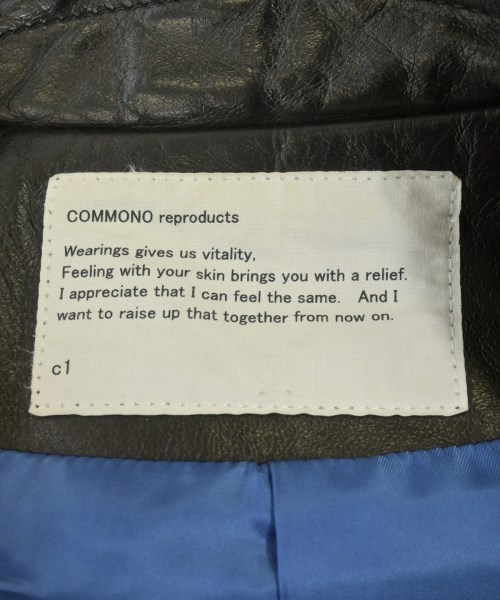 COMMONO reproducts
Wearings gives us vitality,
Feeling with your skin brings you with a relief.
I appreciate that I can feel the same. And I
want to raise up that together from now on.
c1